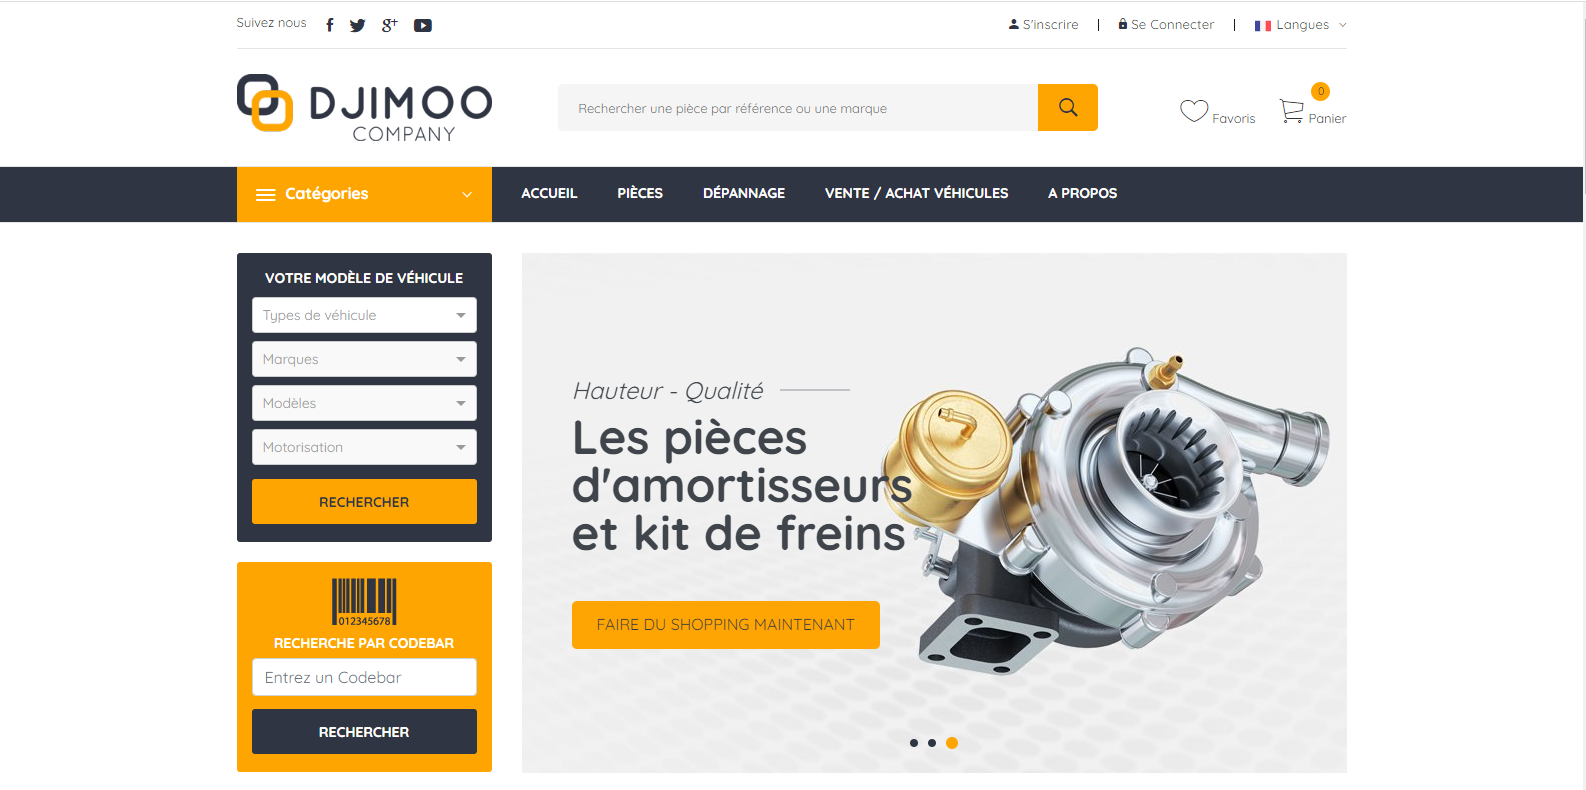 Suivez nous
S'inscrire
Se Connecter
Langues
DJIMOO
COMPANY
Rechercher une pièce par référence ou une marque
Favoris
0
Panier
Catégories
ACCUEIL
PIÈCES
DÉPANNAGE
VENTE / ACHAT VÉHICULES
A PROPOS
VOTRE MODÈLE DE VÉHICULE
Types de véhicule
Marques
Modèles
Motorisation
RECHERCHER
012345678
RECHERCHE PAR CODEBAR
Entrez un Codebar
RECHERCHER
Hauteur - Qualité
Les pièces
d'amortisseurs
et kit de freins
FAIRE DU SHOPPING MAINTENANT